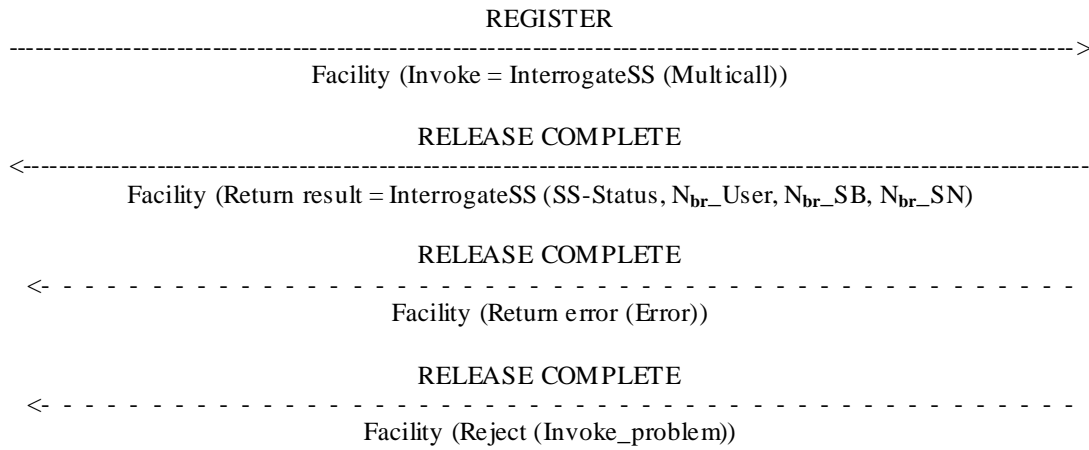 REGISTER
Facility (Invoke = InterrogateSS (Multicall))
RELEASE COMPLETE
Facility (Return result = InterrogateSS (SS-Status, Nbr_User, Nbr_SB, Nbr_SN)
RELEASE COMPLETE
Facility (Return error (Error))
RELEASE COMPLETE
Facility (Reject (Invoke_problem))